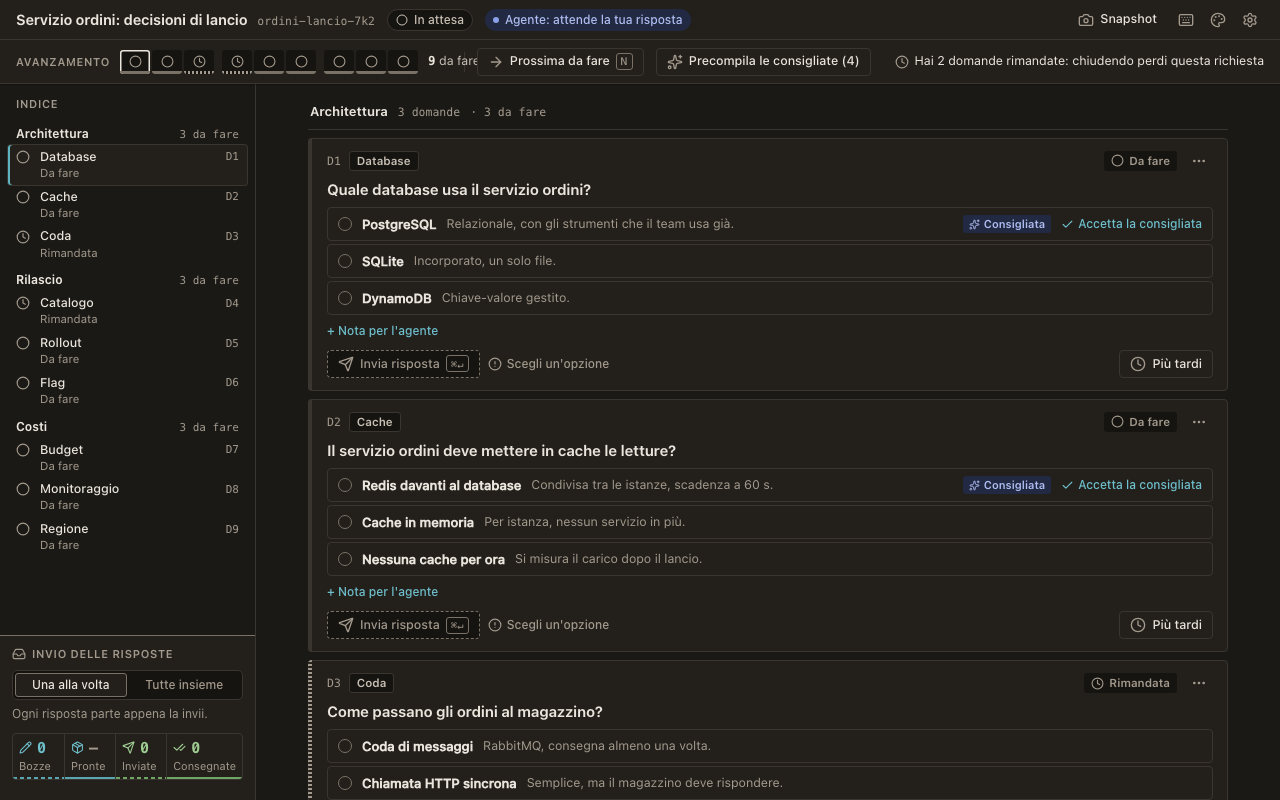 Servizio ordini: decisioni di lancio ordini-lancio-7k2 In attesa Agente: attende la tua risposta Snapshot
AVANZAMENTO 9 da fare Prossima da fare N Precompila le consigliate (4) Hai 2 domande rimandate: chiudendo perdi questa richiesta
INDICE
Architettura 3 da fare
Database D1
Da fare
Cache D2
Da fare
Coda D3
Rimandata
Rilascio 3 da fare
Catalogo D4
Rimandata
Rollout D5
Da fare
Flag D6
Da fare
Costi 3 da fare
Budget D7
Da fare
Monitoraggio D8
Da fare
Regione D9
Da fare
INVIO DELLE RISPOSTE
Una alla volta Tutte insieme
Ogni risposta parte appena la invii.
0 — 0 0
Bozze Pronte Inviate Consegnate
Architettura 3 domande · 3 da fare
D1 Database Da fare
Quale database usa il servizio ordini?
PostgreSQL Relazionale, con gli strumenti che il team usa già. Consigliata Accetta la consigliata
SQLite Incorporato, un solo file.
DynamoDB Chiave-valore gestito.
+ Nota per l'agente
Invia risposta ⌘↵ Scegli un'opzione Più tardi
D2 Cache Da fare
Il servizio ordini deve mettere in cache le letture?
Redis davanti al database Condivisa tra le istanze, scadenza a 60 s. Consigliata Accetta la consigliata
Cache in memoria Per istanza, nessun servizio in più.
Nessuna cache per ora Si misura il carico dopo il lancio.
+ Nota per l'agente
Invia risposta ⌘↵ Scegli un'opzione Più tardi
D3 Coda Rimandata
Come passano gli ordini al magazzino?
Coda di messaggi RabbitMQ, consegna almeno una volta.
Chiamata HTTP sincrona Semplice, ma il magazzino deve rispondere.